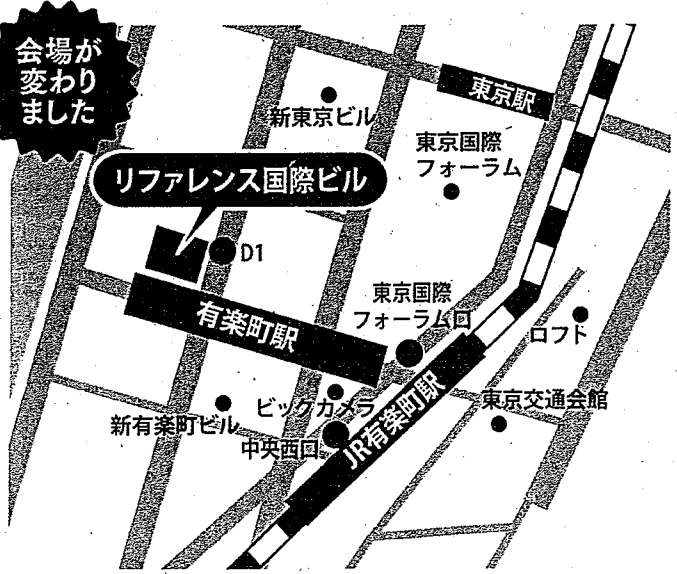 会場が
変わり
ました
東京駅
新東京ビル
東京国際
フォーラム
リファレンス国際ビル
D1
有楽町駅
東京国際
フォーラム口
ロフト
ビックカメラ
東京交通会館
新有楽町ビル
中央西口
JR有楽町駅